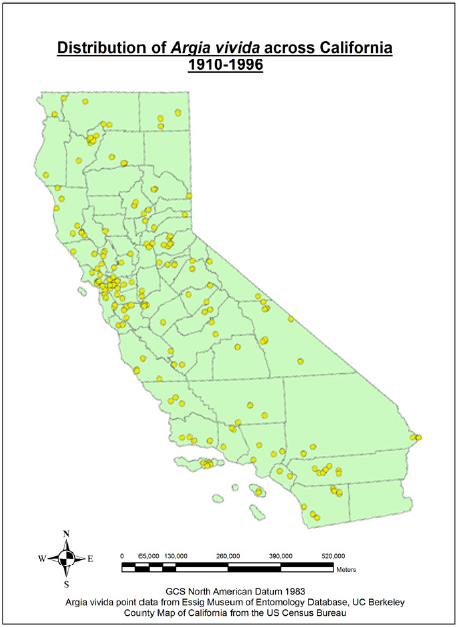 Distribution of Argia vivida across California
1910-1996
N
W E
S
0 65,000 130,000 260,000 390,000 520,000
Meters
GCS North American Datum 1983
Argia vivida point data from Essig Museum of Entomology Database, UC Berkeley
County Map of California from the US Census Bureau